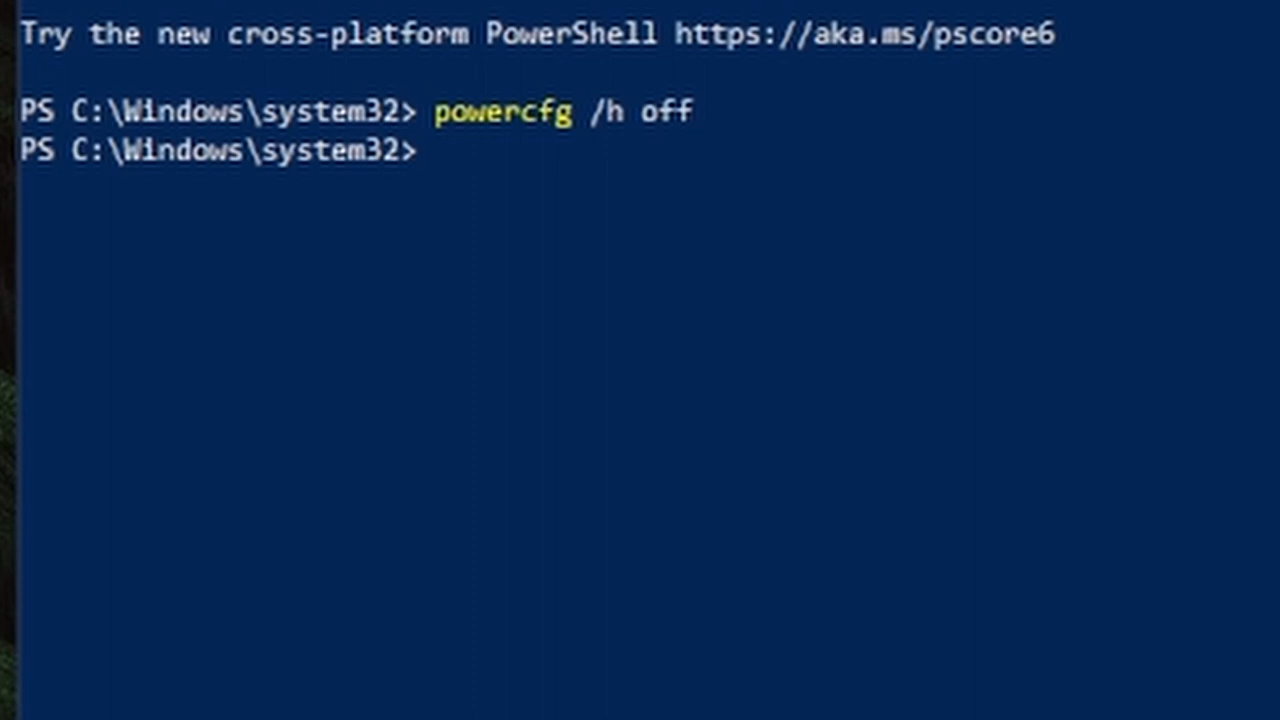 Try the new cross-platform PowerShell https://aka.ms/pscore6
PS C:\Windows\system32> powercfg /h off
PS C:\Windows\system32>